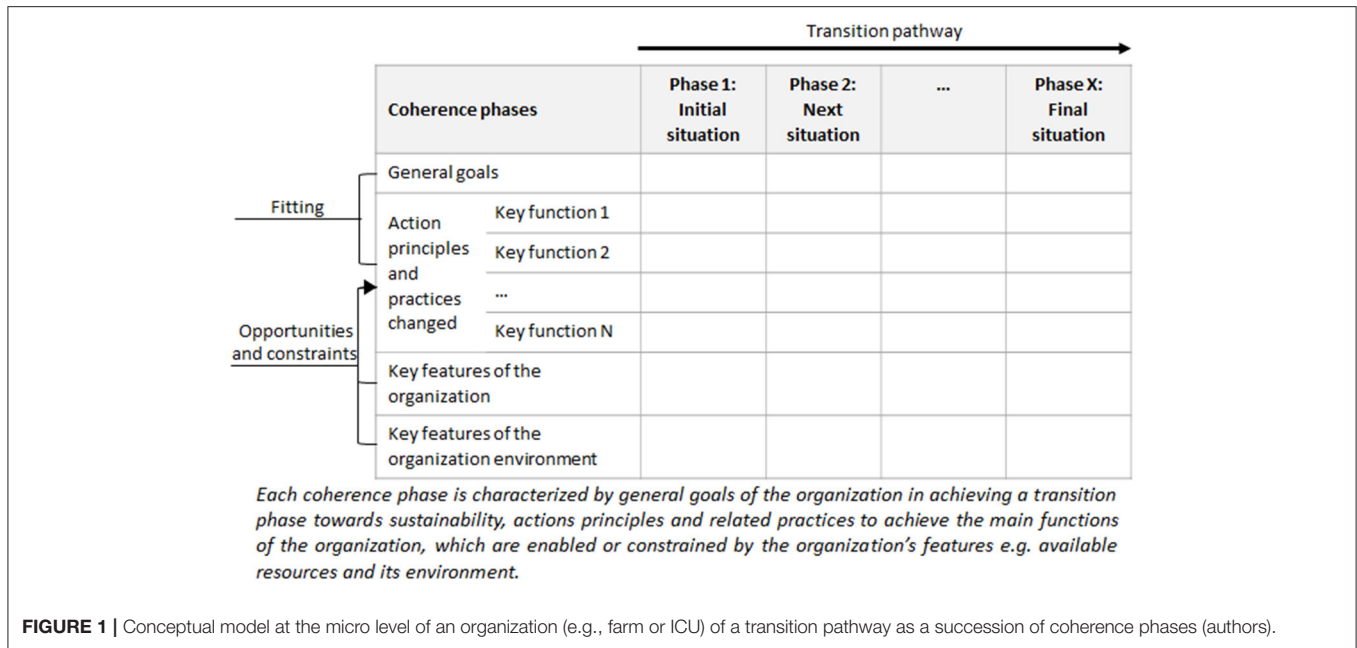 Transition pathway
Coherence phases
Phase 1:
Initial
situation
Phase 2:
Next
situation
...
Phase X:
Final
situation
General goals
Fitting
Action
principles
and
practices
changed
Key function 1
Key function 2
...
Key function N
Opportunities
and constraints
Key features of the
organization
Key features of the
organization environment
Each coherence phase is characterized by general goals of the organization in achieving a transition
phase towards sustainability, actions principles and related practices to achieve the main functions
of the organization, which are enabled or constrained by the organization's features e.g. available
resources and its environment.
FIGURE 1 | Conceptual model at the micro level of an organization (e.g., farm or ICU) of a transition pathway as a succession of coherence phases (authors).